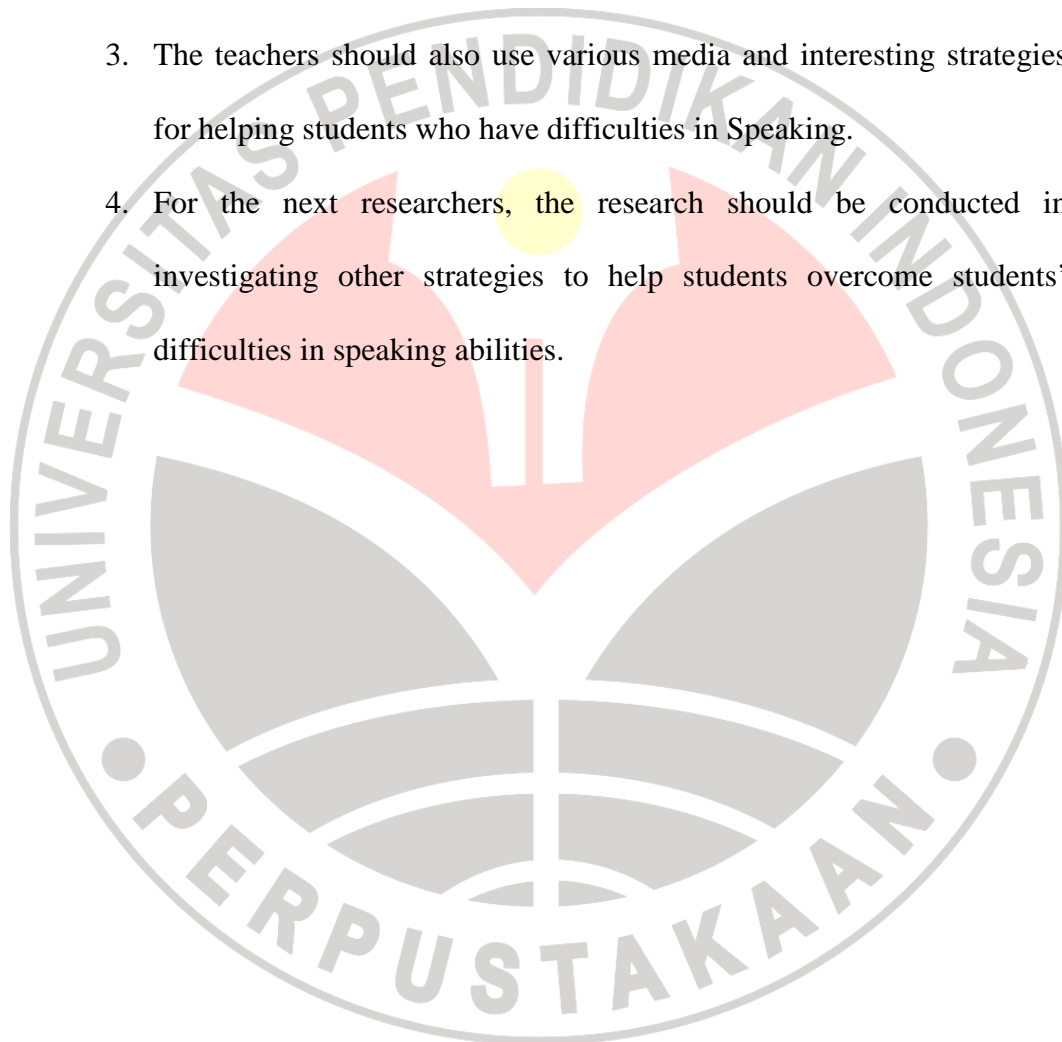 3. The teachers should also use various media and interesting strategies
for helping students who have difficulties in Speaking.
4. For the next researchers, the research should be conducted in
investigating other strategies to help students overcome students'
difficulties in speaking abilities.
UNIVERSITAS PENDIDIKAN INDONESIA
PERPUSTAKAAN